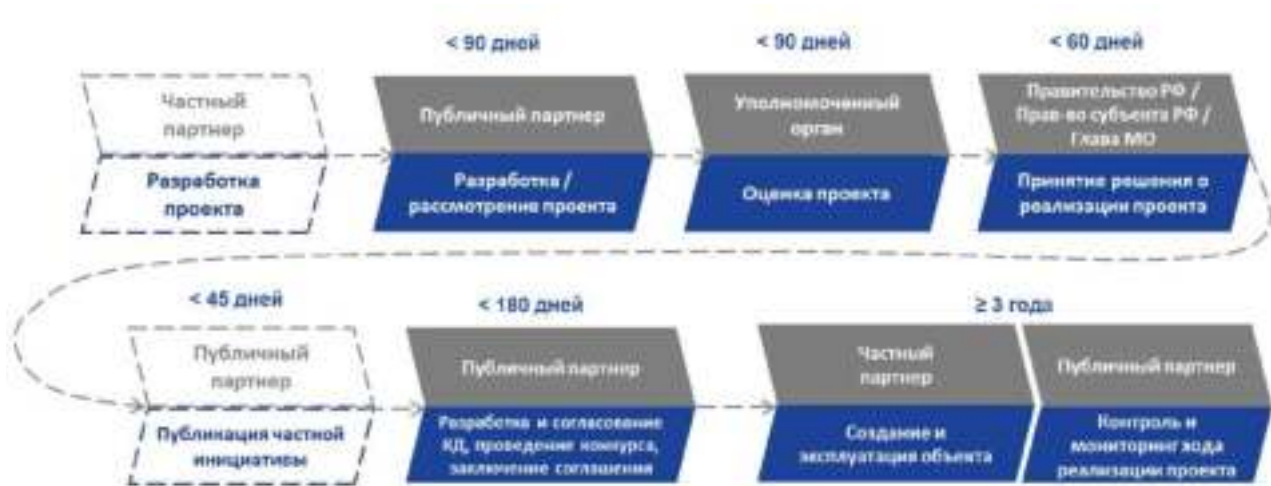 < 90 дней
< 90 дней
< 60 дней
Частный
партнер
Публичный партнер
Уполномоченный
орган
Правительство РФ /
Прав-во субъекта РФ /
Глава МО
Разработка
проекта
Разработка /
рассмотрение проекта
Оценка проекта
Принятие решения о
реализации проекта
< 45 дней
< 180 дней
≥ 3 года
Публичный
партнер
Публичный партнер
Частный
партнер
Публичный партнер
Публикация частной
инициативы
Разработка и согласование
КД, проведение конкурса,
заключение соглашения
Создание и
эксплуатация объекта
Контроль и
мониторинг хода
реализации проекта